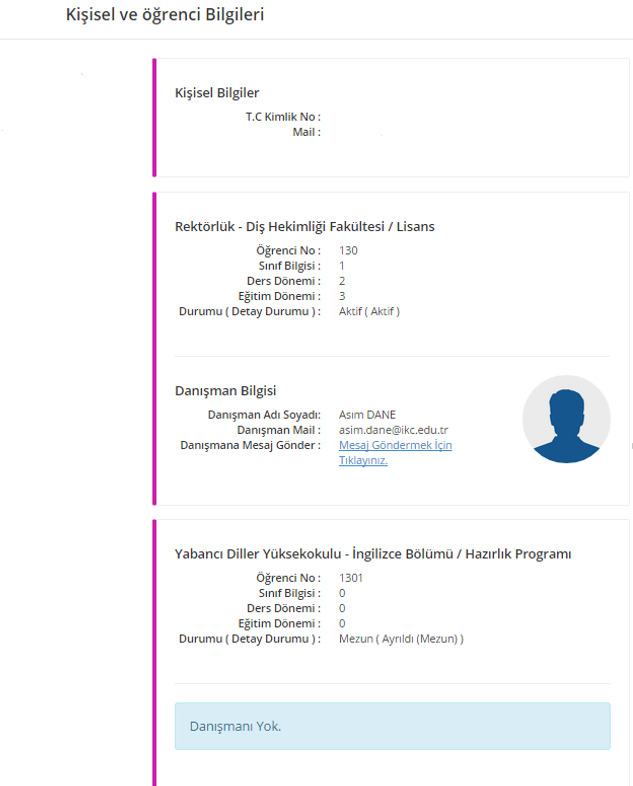 Kişisel ve öğrenci Bilgileri
Kişisel Bilgiler
T.C Kimlik No :
Mail :
Rektörlük - Diş Hekimliği Fakültesi / Lisans
Öğrenci No : 130
Sınıf Bilgisi : 1
Ders Dönemi : 2
Eğitim Dönemi : 3
Durumu ( Detay Durumu ) : Aktif ( Aktif )
Danışman Bilgisi
Danışman Adı Soyadı: Asım DANE
Danışman Mail : asim.dane@ikc.edu.tr
Danışmana Mesaj Gönder : Mesaj Göndermek İçin
Tıklayınız.
Yabancı Diller Yüksekokulu - İngilizce Bölümü / Hazırlık Programı
Öğrenci No : 1301
Sınıf Bilgisi : 0
Ders Dönemi : 0
Eğitim Dönemi : 0
Durumu ( Detay Durumu ) : Mezun ( Ayrıldı (Mezun) )
Danışmanı Yok.